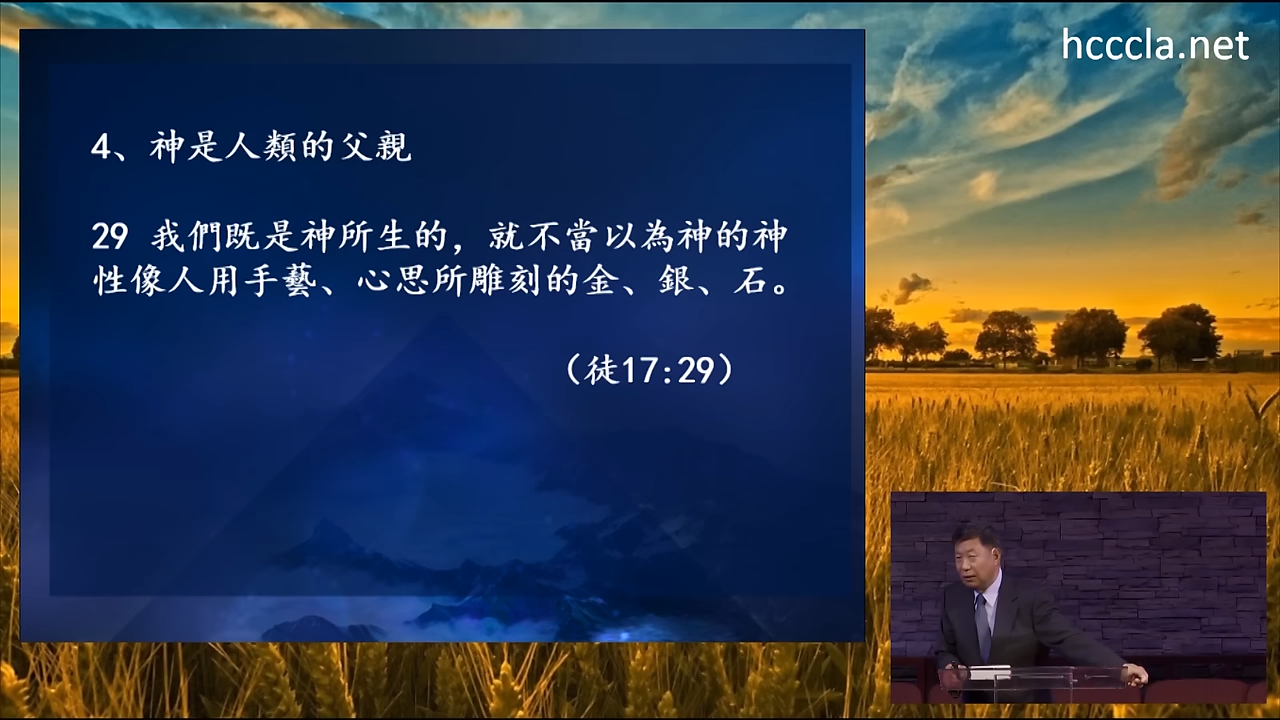 hcccla.net
4、神是人類的父親
29 我們既是神所生的，就不當以為神的神
性像人用手藝、心思所雕刻的金、銀、石。
（徒17:29）